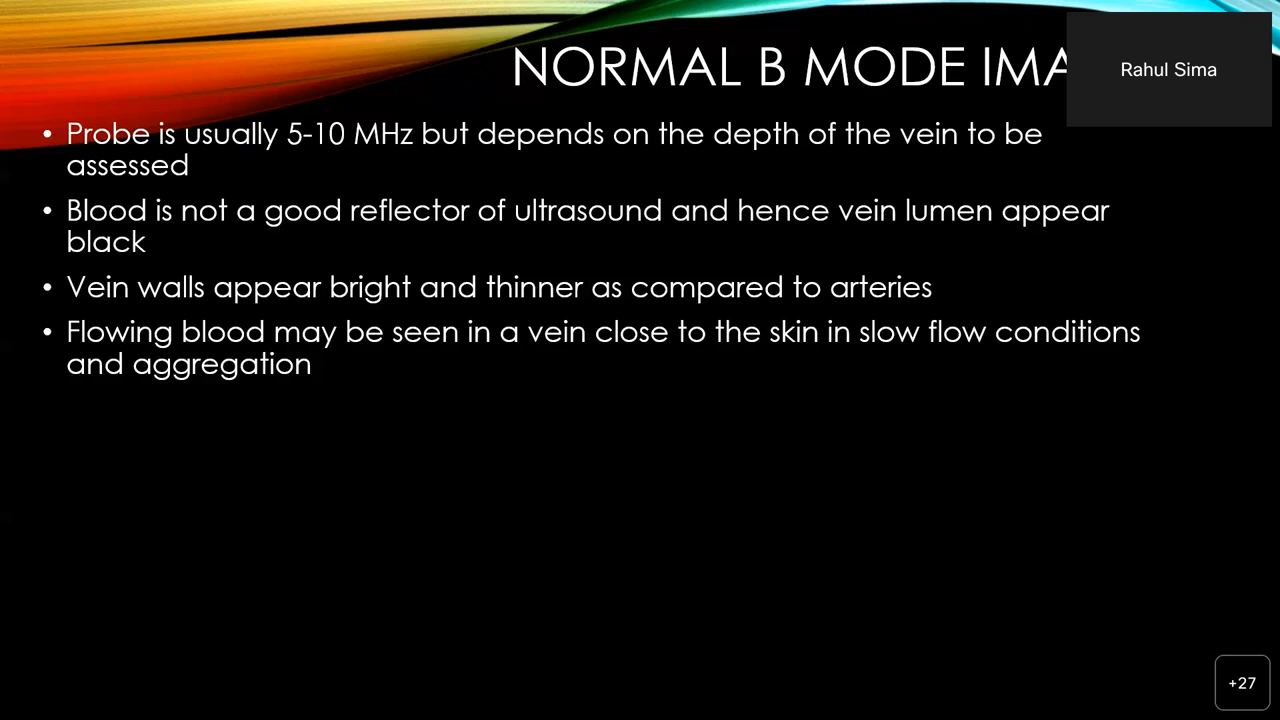 NORMAL B MODE IMA
Rahul Sima
• Probe is usually 5-10 MHz but depends on the depth of the vein to be
assessed
• Blood is not a good reflector of ultrasound and hence vein lumen appear
black
• Vein walls appear bright and thinner as compared to arteries
• Flowing blood may be seen in a vein close to the skin in slow flow conditions
and aggregation
+27